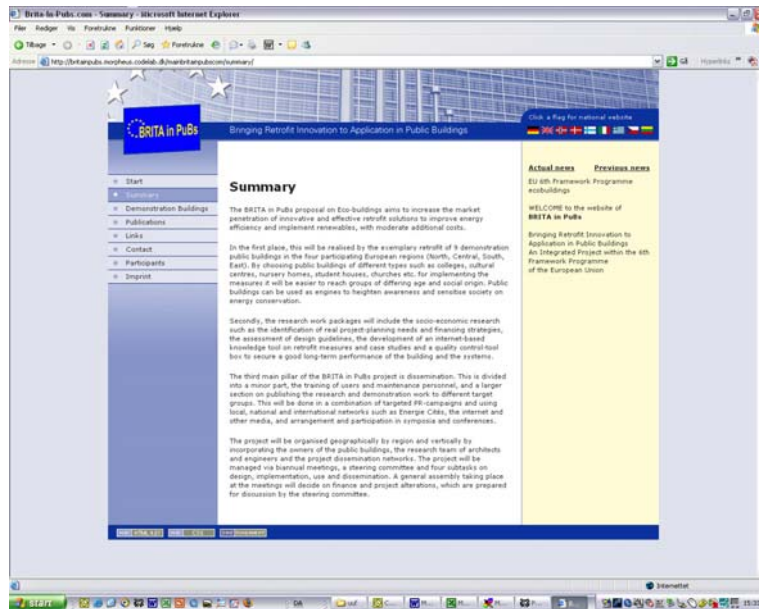 Brita-In-Pubs.com - Summary - Microsoft Internet Explorer
Filer Rediger Vis Foretrukne Funktioner Hjælp
Tilbage Søg Foretrukne
Adresse http://britainpubs.morpheus.codelab.dk/mainbritainpubscom/summary/ Gå Hyperlinks
Click a flag for national website
BRITA in PuBs
Bringing Retrofit Innovation to Application in Public Buildings
Start
Summary
Demonstration Buildings
Publications
Links
Contact
Participants
Imprint
Summary
The BRITA in PuBs proposal on Eco-buildings aims to increase the market
penetration of innovative and effective retrofit solutions to improve energy
efficiency and implement renewables, with moderate additional costs.
In the first place, this will be realised by the exemplary retrofit of 9 demonstration
public buildings in the four participating European regions (North, Central, South,
East). By choosing public buildings of different types such as colleges, cultural
centres, nursery homes, student houses, churches etc. for implementing the
measures it will be easier to reach groups of differing age and social origin. Public
buildings can be used as engines to heighten awareness and sensitise society on
energy conservation.
Secondly, the research work packages will include the socio-economic research
such as the identification of real project-planning needs and financing strategies,
the assessment of design guidelines, the development of an internet-based
knowledge tool on retrofit measures and case studies and a quality control-tool
box to secure a good long-term performance of the building and the systems.
The third main pillar of the BRITA in PuBs project is dissemination. This is divided
into a minor part, the training of users and maintenance personnel, and a larger
section on publishing the research and demonstration work to different target
groups. This will be done in a combination of targeted PR-campaigns and using
local, national and international networks such as Energie Cités, the internet and
other media, and arrangement and participation in symposia and conferences.
The project will be organised geographically by region and vertically by
incorporating the owners of the public buildings, the research team of architects
and engineers and the project dissemination networks. The project will be
managed via biannual meetings, a steering committee and four subtasks on
design, implementation, use and dissemination. A general assembly taking place
at the meetings will decide on finance and project alterations, which are prepared
for discussion by the steering committee.
Actual news Previous news
EU 6th Framework Programme
ecobuildings
WELCOME to the website of
BRITA in PuBs
Bringing Retrofit Innovation to
Application in Public Buildings
An Integrated Project within the 6th
Framework Programme
of the European Union
Internettet
start DA